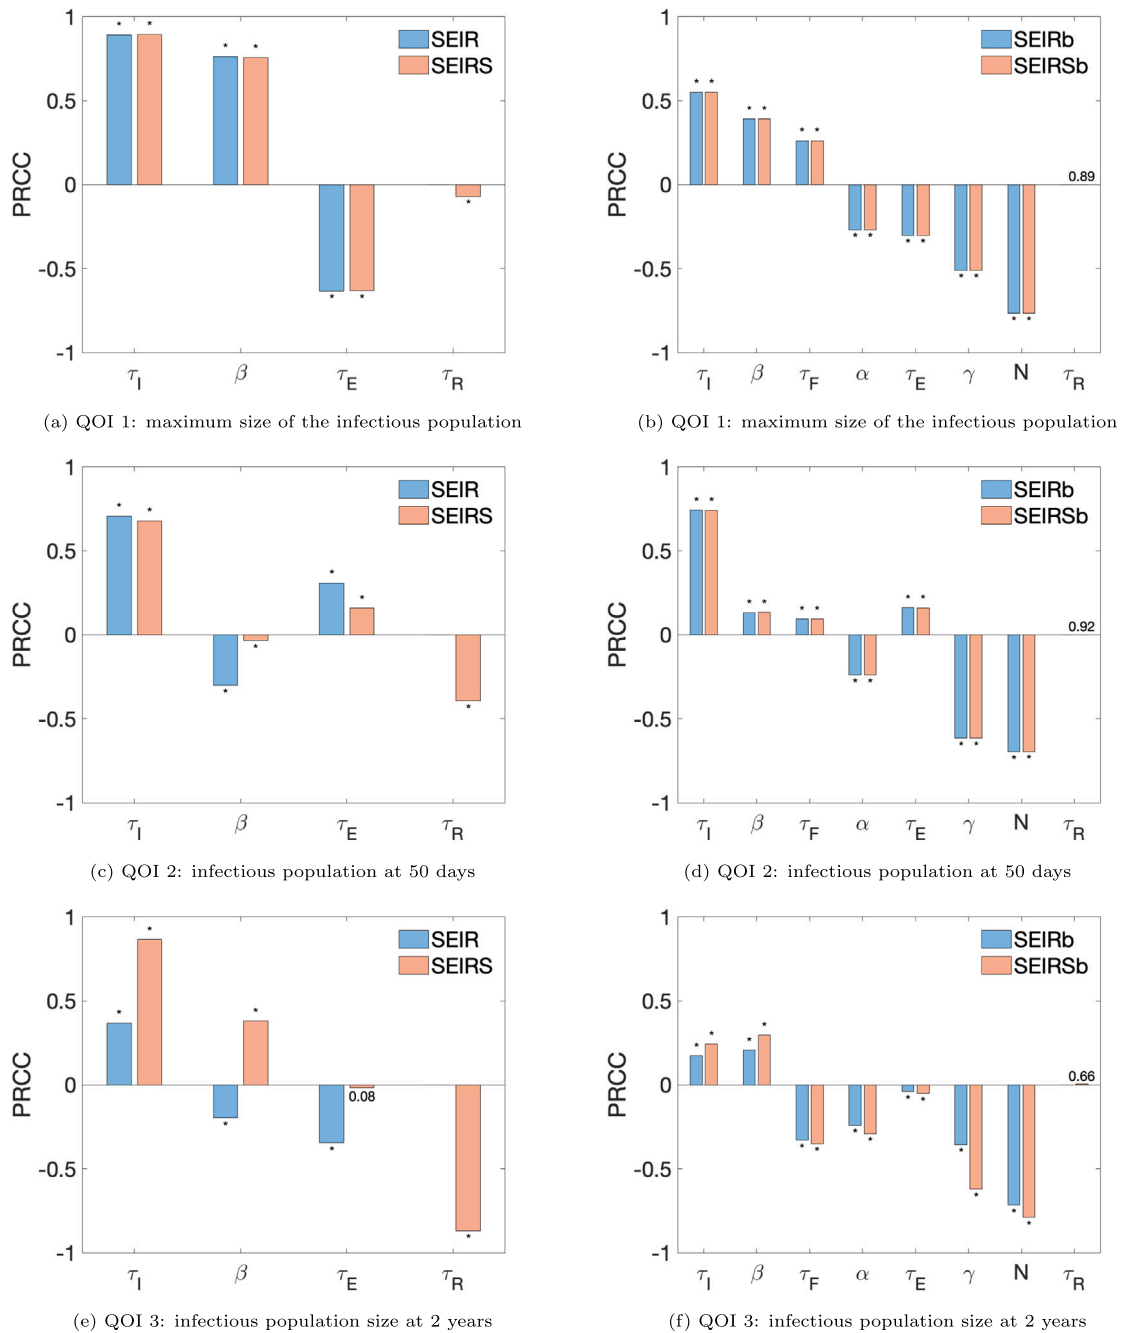 1
SEIR
SEIRS
0.5
0
-0.5
-1
PRCC
τI β τE τR
(a) QOI 1: maximum size of the infectious population
1
SEIRb
SEIRSb
0.5
0
0.89
-0.5
-1
PRCC
τI β τF α τE γ N τR
(b) QOI 1: maximum size of the infectious population
1
SEIR
SEIRS
0.5
0
-0.5
-1
PRCC
τI β τE τR
(c) QOI 2: infectious population at 50 days
1
SEIRb
SEIRSb
0.5
0
0.92
-0.5
-1
PRCC
τI β τF α τE γ N τR
(d) QOI 2: infectious population at 50 days
1
SEIR
SEIRS
0.5
0
0.08
-0.5
-1
PRCC
τI β τE τR
(e) QOI 3: infectious population size at 2 years
1
SEIRb
SEIRSb
0.5
0
0.66
-0.5
-1
PRCC
τI β τF α τE γ N τR
(f) QOI 3: infectious population size at 2 years